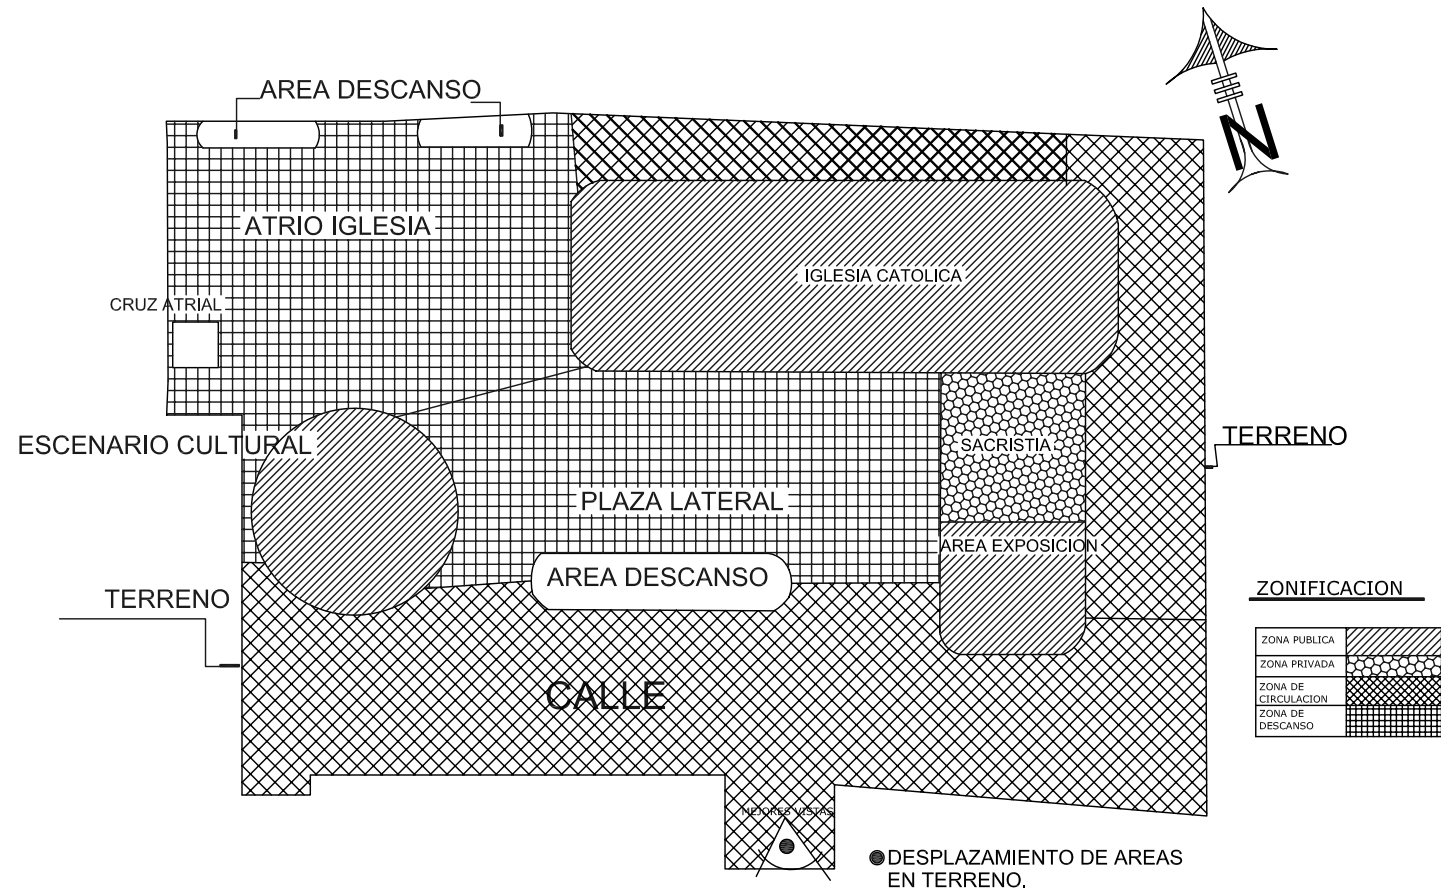 AREA DESCANSO
N
ATRIO IGLESIA
IGLESIA CATOLICA
CRUZ ATRIAL
ESCENARIO CULTURAL
SACRISTIA
TERRENO
PLAZA LATERAL
AREA EXPOSICION
AREA DESCANSO
TERRENO
ZONIFICACION
ZONA PUBLICA
ZONA PRIVADA
ZONA DE
CIRCULACION
ZONA DE
DESCANSO
CALLE
MEJORES VISTAS
DESPLAZAMIENTO DE AREAS
EN TERRENO.